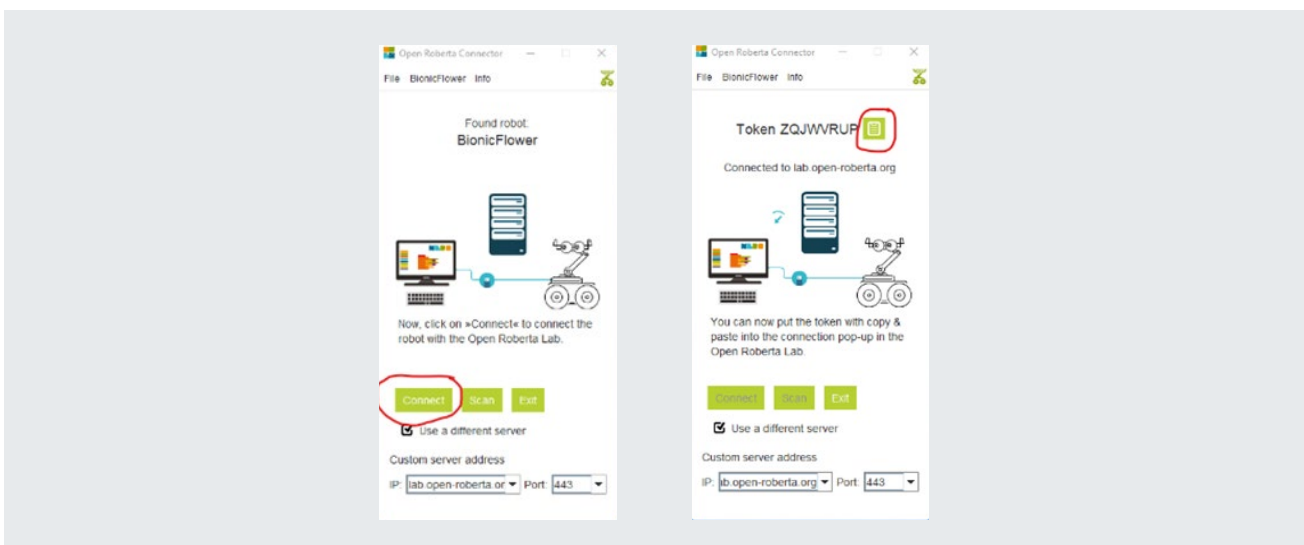 Open Roberta Connector
File BionicFlower Info
Found robot:
BionicFlower
Now, click on »Connect« to connect the
robot with the Open Roberta Lab.
Connect Scan Exit
Use a different server
Custom server address
IP: lab.open-roberta.or Port: 443
Open Roberta Connector
File BionicFlower Info
Token ZQJWVRUP
Connected to lab.open-roberta.org
You can now put the token with copy &
paste into the connection pop-up in the
Open Roberta Lab.
Connect Scan Exit
Use a different server
Custom server address
IP: ib.open-roberta.org Port: 443